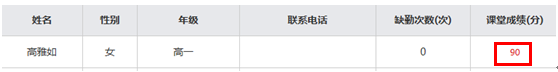 姓名 性别 年级 联系电话 缺勤次数(次) 课堂成绩(分)
高雅如 女 高一 0 90